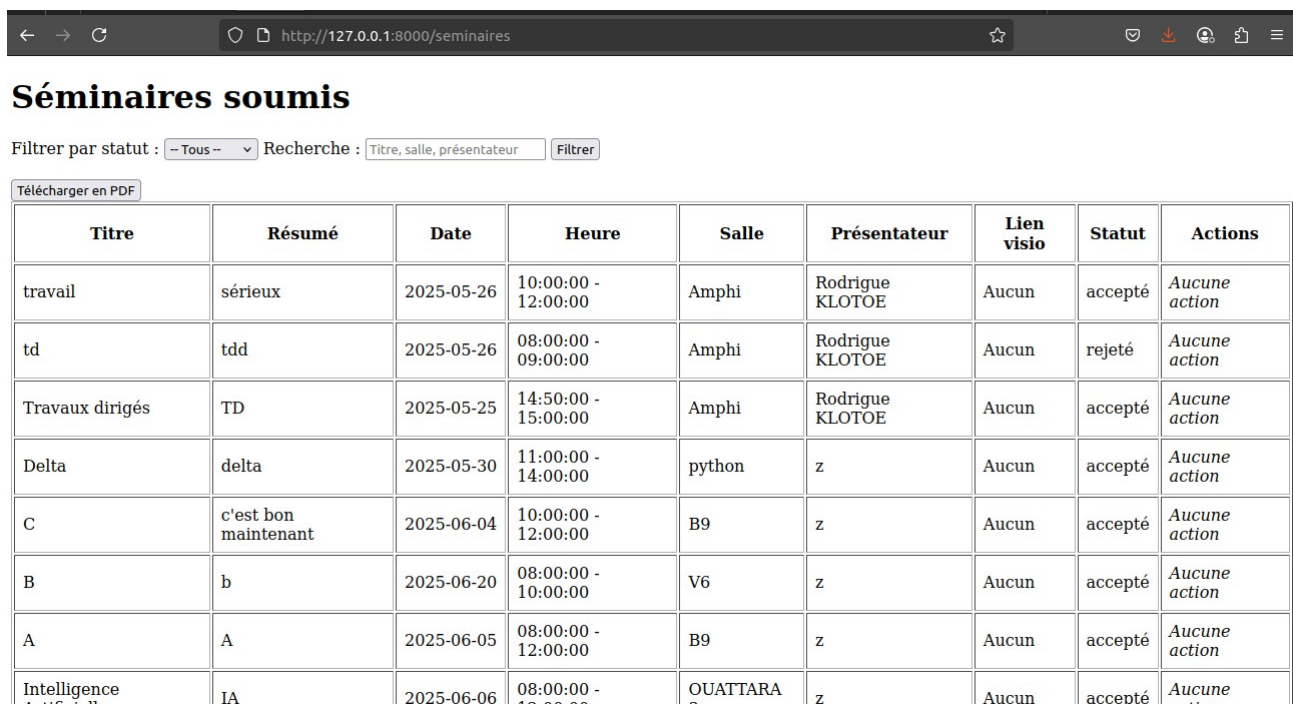 http://127.0.0.1:8000/seminaires
Séminaires soumis
Filtrer par statut : -- Tous -- Recherche : Titre, salle, présentateur Filtrer
Télécharger en PDF
Titre Résumé Date Heure Salle Présentateur Lien visio Statut Actions
travail sérieux 2025-05-26 10:00:00 - 12:00:00 Amphi Rodrigue KLOTOE Aucun accepté Aucune action
td tdd 2025-05-26 08:00:00 - 09:00:00 Amphi Rodrigue KLOTOE Aucun rejeté Aucune action
Travaux dirigés TD 2025-05-25 14:50:00 - 15:00:00 Amphi Rodrigue KLOTOE Aucun accepté Aucune action
Delta delta 2025-05-30 11:00:00 - 14:00:00 python z Aucun accepté Aucune action
C c'est bon maintenant 2025-06-04 10:00:00 - 12:00:00 B9 z Aucun accepté Aucune action
B b 2025-06-20 08:00:00 - 10:00:00 V6 z Aucun accepté Aucune action
A A 2025-06-05 08:00:00 - 12:00:00 B9 z Aucun accepté Aucune action
Intelligence IA 2025-06-06 08:00:00 - OUATTARA z Aucun accepté Aucune